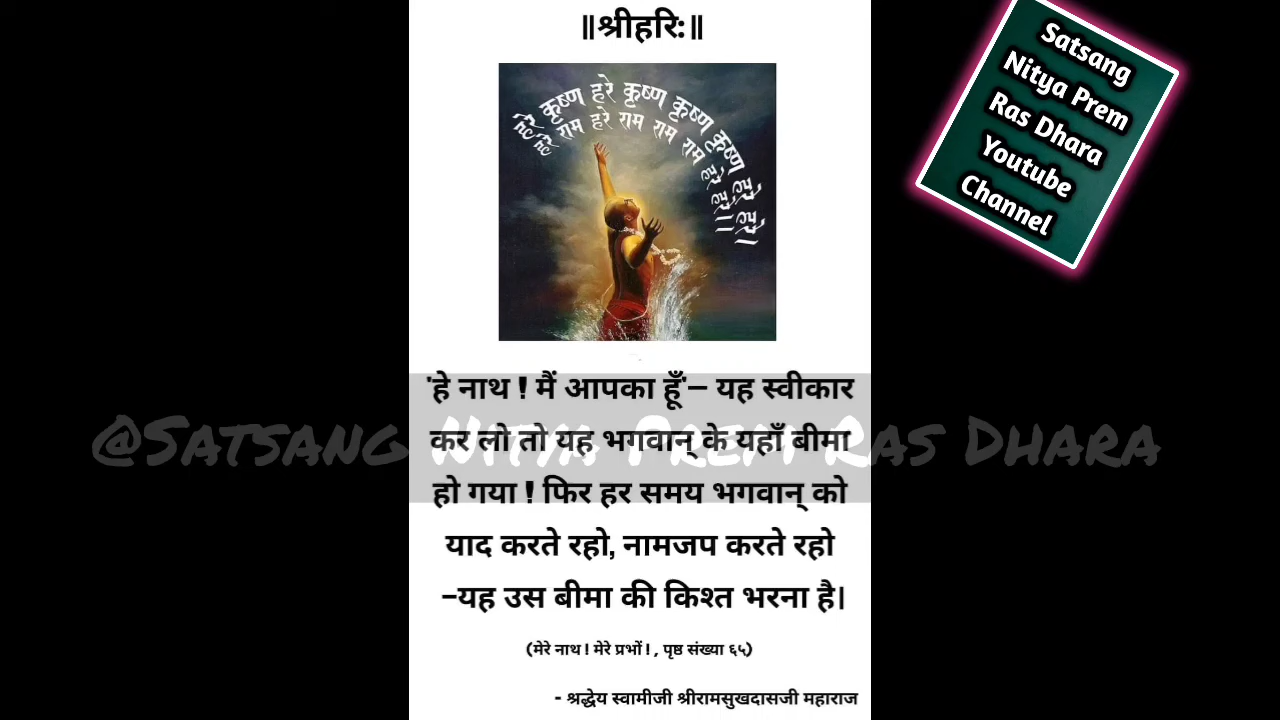 ॥श्रीहरि:॥
हरे कृष्ण हरे कृष्ण कृष्ण कृष्ण हरे हरे।
हरे राम हरे राम राम राम हरे हरे।।
'हे नाथ ! मैं आपका हूँ'– यह स्वीकार
कर लो तो यह भगवान् के यहाँ बीमा
हो गया ! फिर हर समय भगवान् को
याद करते रहो, नामजप करते रहो
–यह उस बीमा की किश्त भरना है।
(मेरे नाथ ! मेरे प्रभों ! , पृष्ठ संख्या ६५)
- श्रद्धेय स्वामीजी श्रीरामसुखदासजी महाराज
Satsang
Nitya Prem
Ras Dhara
Youtube
Channel
@Satsang Nitya Prem Ras Dhara